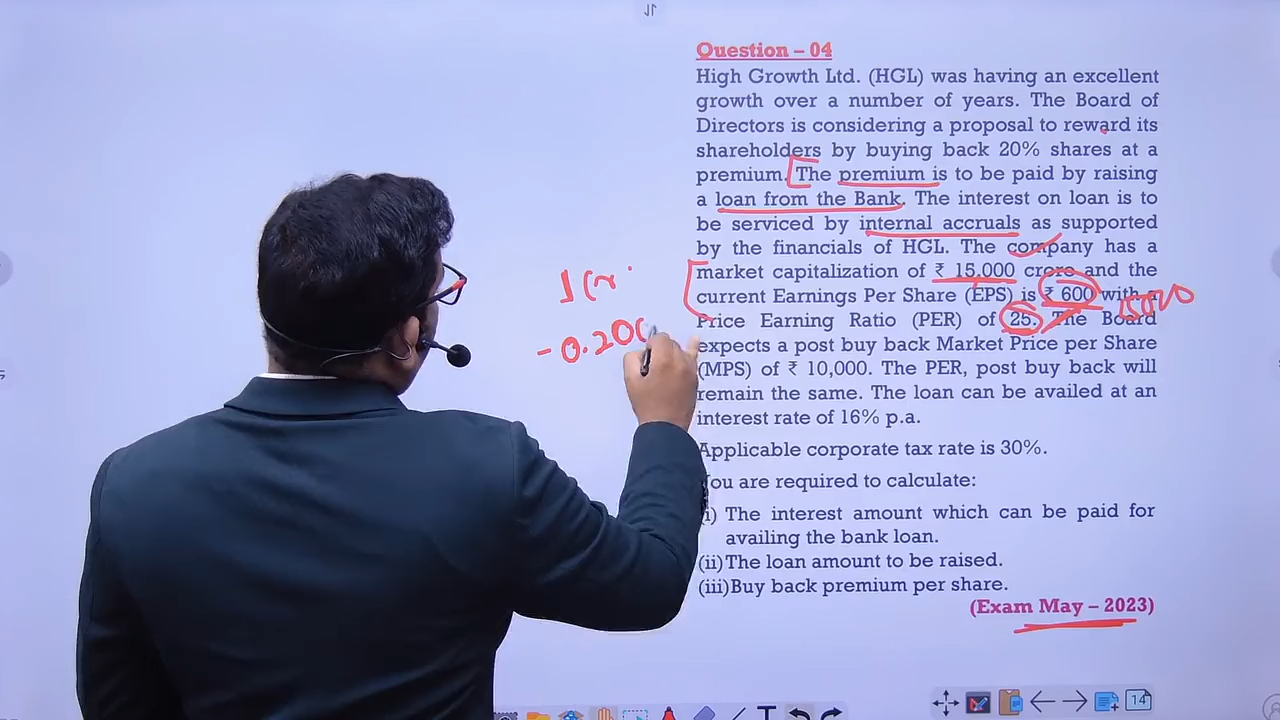 Question – 04
High Growth Ltd. (HGL) was having an excellent
growth over a number of years. The Board of
Directors is considering a proposal to reward its
shareholders by buying back 20% shares at a
premium. The premium is to be paid by raising
a loan from the Bank. The interest on loan is to
be serviced by internal accruals as supported
by the financials of HGL. The company has a
market capitalization of ₹ 15,000 crore and the
current Earnings Per Share (EPS) is ₹ 600 with a
Price Earning Ratio (PER) of 25. The Board
expects a post buy back Market Price per Share
(MPS) of ₹ 10,000. The PER, post buy back will
remain the same. The loan can be availed at an
interest rate of 16% p.a.
Applicable corporate tax rate is 30%.
You are required to calculate:
(i) The interest amount which can be paid for
availing the bank loan.
(ii) The loan amount to be raised.
(iii) Buy back premium per share.
(Exam May – 2023)
1 Cr.
- 0.20
14